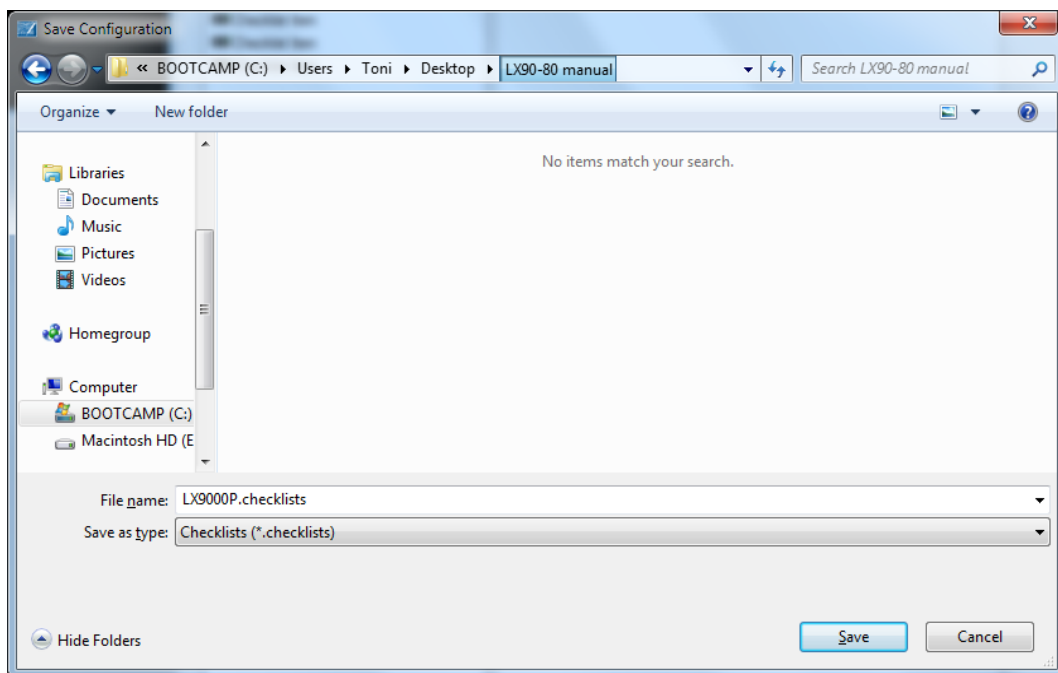 Save Configuration
« BOOTCAMP (C:) ▸ Users ▸ Toni ▸ Desktop ▸ LX90-80 manual
Search LX90-80 manual
Organize
New folder
No items match your search.
Libraries
Documents
Music
Pictures
Videos
Homegroup
Computer
BOOTCAMP (C:)
Macintosh HD (E
File name: LX9000P.checklists
Save as type: Checklists (*.checklists)
Hide Folders
Save
Cancel